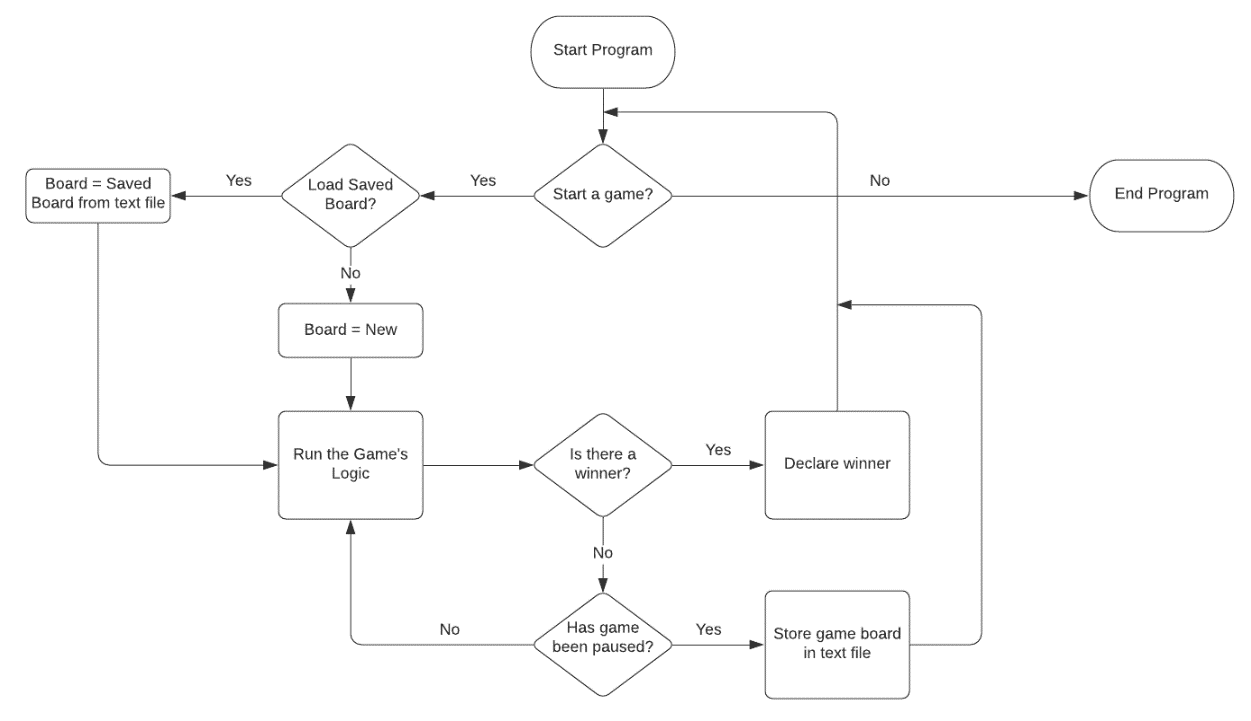 Start Program
Board = Saved
Board from text file
Yes
Load Saved
Board?
Yes
Start a game?
No
End Program
No
Board = New
Run the Game's
Logic
Is there a
winner?
Yes
Declare winner
No
No
Has game
been paused?
Yes
Store game board
in text file